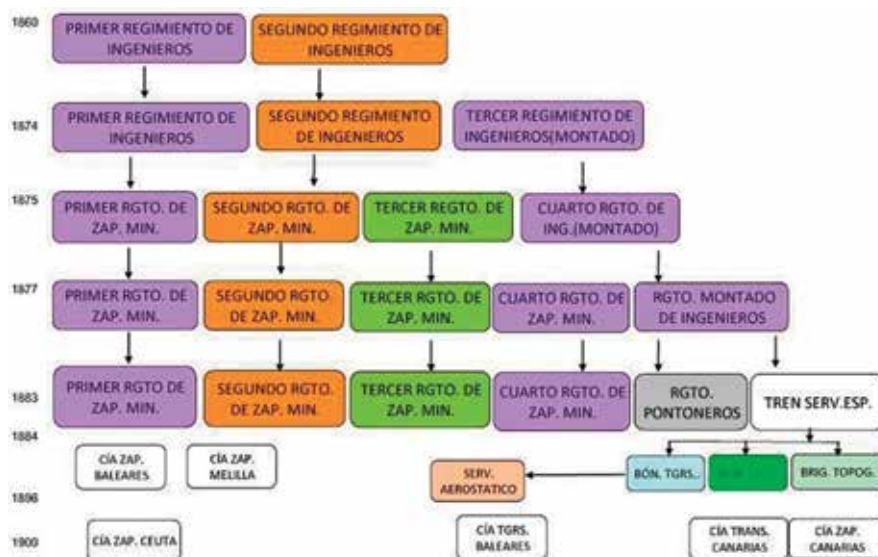 1860
PRIMER REGIMIENTO DE
INGENIEROS
SEGUNDO REGIMIENTO DE
INGENIEROS
1874
PRIMER REGIMIENTO DE
INGENIEROS
SEGUNDO REGIMIENTO
DE INGENIEROS
TERCER REGIMIENTO DE
INGENIEROS(MONTADO)
1875
PRIMER RGTO. DE
ZAP. MIN.
SEGUNDO RGTO. DE
ZAP. MIN.
TERCER REGTO. DE
ZAP. MIN.
CUARTO RGTO. DE
ING.(MONTADO)
1877
PRIMER RGTO. DE
ZAP. MIN.
SEGUNDO RGTO.
DE ZAP. MIN.
TERCER RGTO. DE
ZAP. MIN.
CUARTO RGTO. DE
ZAP. MIN.
RGTO. MONTADO
DE INGENIEROS
1883
PRIMER RGTO DE
ZAP. MIN.
SEGUNDO RGTO.
DE ZAP. MIN.
TERCER RGTO. DE
ZAP. MIN.
CUARTO RGTO. DE
ZAP. MIN.
RGTO.
PONTONEROS
TREN SERV.ESP.
1884
CÍA ZAP.
BALEARES
CÍA ZAP.
MELILLA
SERV.
AEROSTATICO
BÓN. TGRS..
BRIG. TOPOG.
1896
1900
CÍA ZAP. CEUTA
CÍA TGRS.
BALEARES
CÍA TRANS.
CANARIAS
CÍA ZAP.
CANARIAS